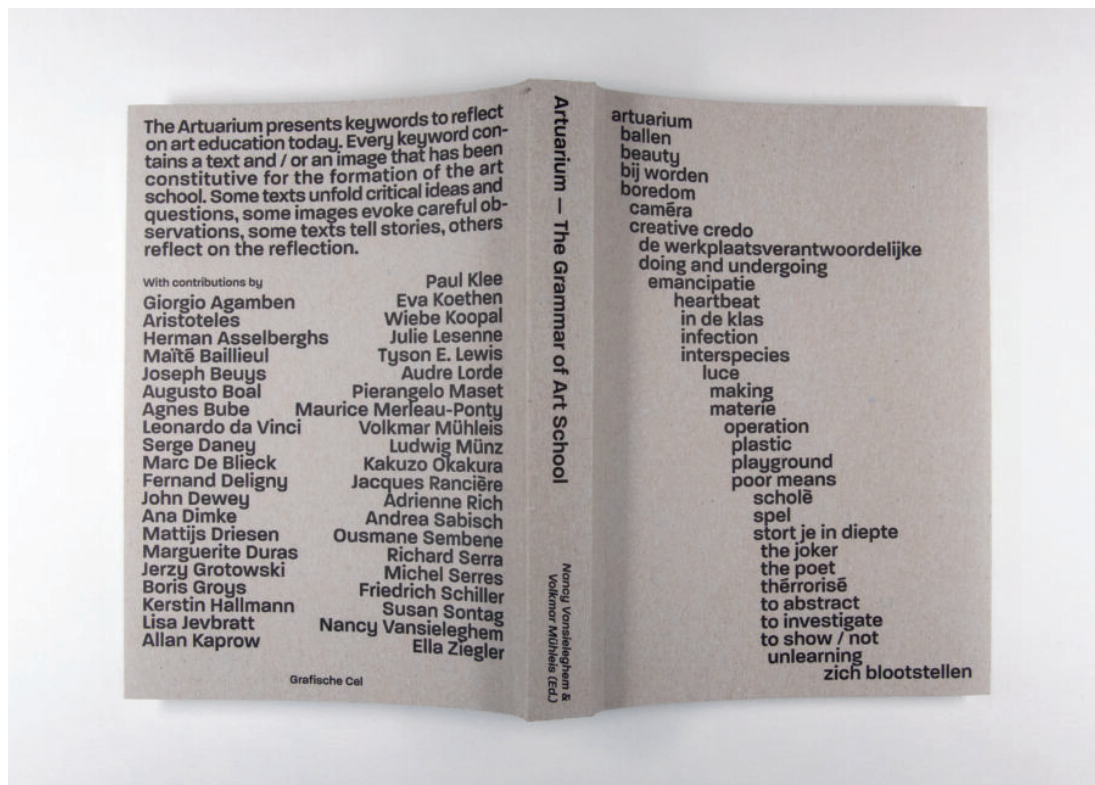 The Artuarium presents keywords to reflect
on art education today. Every keyword con-
tains a text and / or an image that has been
constitutive for the formation of the art
school. Some texts unfold critical ideas and
questions, some images evoke careful ob-
servations, some texts tell stories, others
reflect on the reflection.
With contributions by
Giorgio Agamben
Aristoteles
Herman Asselberghs
Maïté Baillieul
Joseph Beuys
Augusto Boal
Agnes Bube
Leonardo da Vinci
Serge Daney
Marc De Blieck
Fernand Deligny
John Dewey
Ana Dimke
Mattijs Driesen
Marguerite Duras
Jerzy Grotowski
Boris Groys
Kerstin Hallmann
Lisa Jevbratt
Allan Kaprow
Paul Klee
Eva Koethen
Wiebe Koopal
Julie Lesenne
Tyson E. Lewis
Audre Lorde
Pierangelo Maset
Maurice Merleau-Ponty
Volkmar Mühleis
Ludwig Münz
Kakuzo Okakura
Jacques Rancière
Adrienne Rich
Andrea Sabisch
Ousmane Sembene
Richard Serra
Michel Serres
Friedrich Schiller
Susan Sontag
Nancy Vansieleghem
Ella Ziegler
Grafische Cel
Artuarium — The Grammar of Art School
Nancy Vansieleghem &
Volkmar Mühleis (Ed.)
artuarium
ballen
beauty
bij worden
boredom
caméra
creative credo
de werkplaatsverantwoordelijke
doing and undergoing
emancipatie
heartbeat
in de klas
infection
interspecies
luce
making
materie
operation
plastic
playground
poor means
scholè
spel
stort je in diepte
the joker
the poet
thérrorisé
to abstract
to investigate
to show / not
unlearning
zich blootstellen